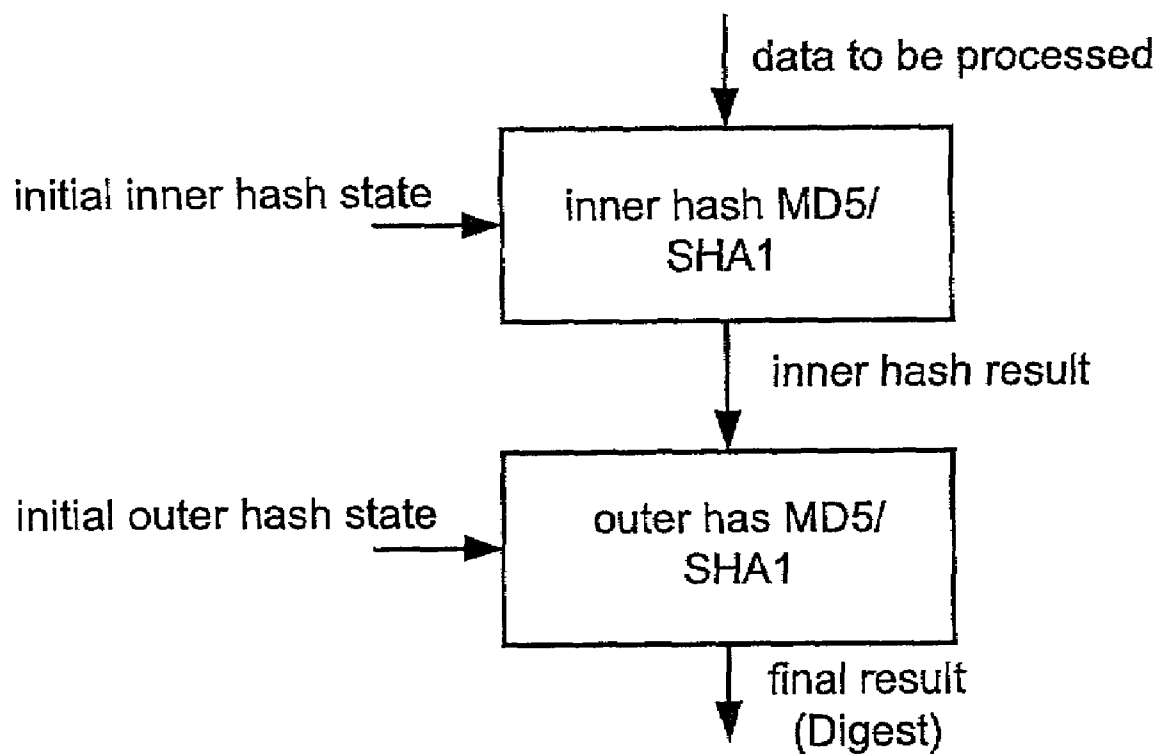 data to be processed
initial inner hash state
inner hash MD5/
SHA1
inner hash result
initial outer hash state
outer has MD5/
SHA1
final result
(Digest)